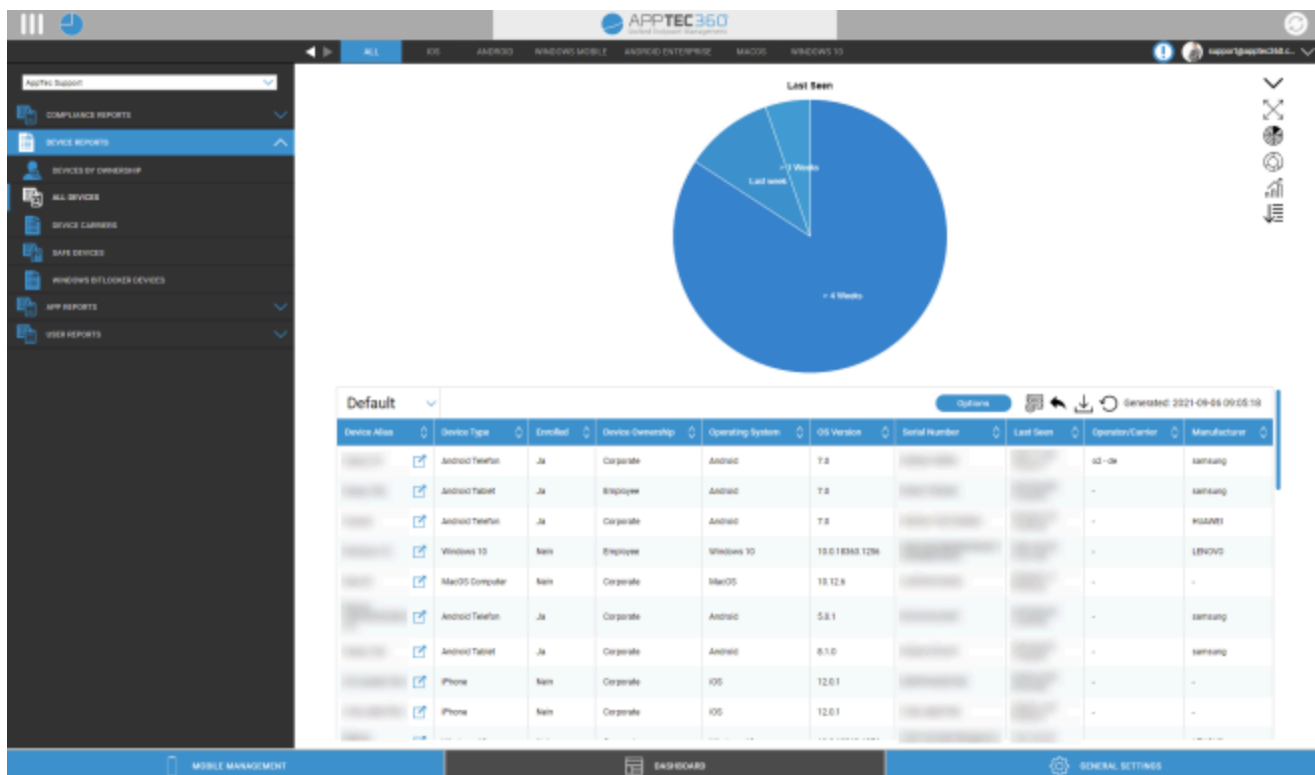 APPTEC360
Unified Endpoint Management
ALL IOS ANDROID WINDOWS MOBILE ANDROID ENTERPRISE MACOS WINDOWS 10
AppTec Support
COMPLIANCE REPORTS
DEVICE REPORTS
DEVICES BY OWNERSHIP
ALL DEVICES
DEVICE CARRIERS
SAFE DEVICES
WINDOWS BITLOCKER DEVICES
APP REPORTS
USER REPORTS
Last Seen
Weeks
Last week
Weeks
Default
Options
Generated: 2021-09-06 09:05:18
Device Alias Device Type Enrolled Device Ownership Operating System OS Version Serial Number Last Seen Operator/Carrier Manufacturer
Android Telefon Ja Corporate Android 7.0 o2 - de samsung
Android Tablet Ja Employee Android 7.0 - samsung
Android Telefon Ja Corporate Android 7.0 - HUAWEI
Windows 10 Nein Employee Windows 10 - LENOVO
MacOS Computer Nein Corporate MacOS 10.12.6 - -
Android Telefon Ja Corporate Android 5.0.1 - samsung
Android Tablet Ja Corporate Android 8.1.0 - samsung
iPhone Nein Corporate iOS 12.0.1 - -
iPhone Nein Corporate iOS 12.0.1 - -
MOBILE MANAGEMENT
DASHBOARD
GENERAL SETTINGS